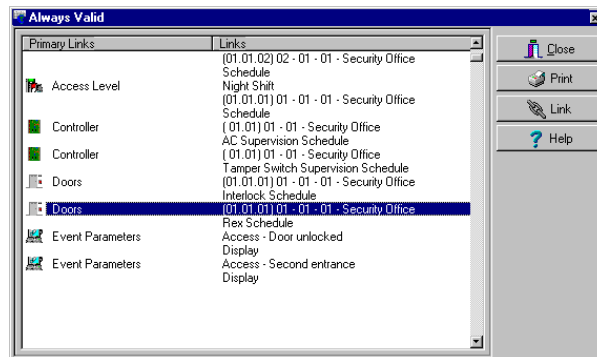 Always Valid
Primary Links
Links
(01.01.02) 02 - 01 - 01 - Security Office
Schedule
Access Level
Night Shift
(01.01.01) 01 - 01 - 01 - Security Office
Schedule
Controller
( 01.01) 01 - 01 - Security Office
AC Supervision Schedule
Controller
( 01.01) 01 - 01 - Security Office
Tamper Switch Supervision Schedule
Doors
(01.01.01) 01 - 01 - 01 - Security Office
Interlock Schedule
Doors
(01.01.01) 01 - 01 - 01 - Security Office
Rex Schedule
Event Parameters
Access - Door unlocked
Display
Event Parameters
Access - Second entrance
Display
Close
Print
Link
Help